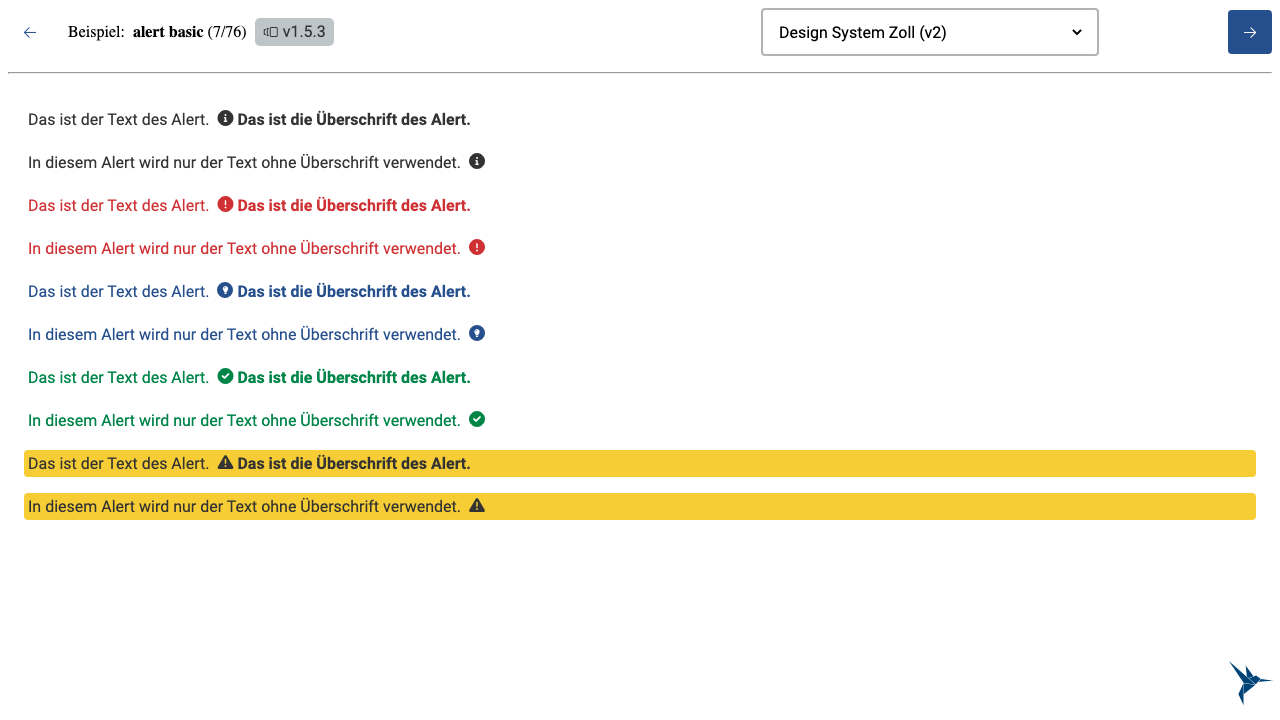 Beispiel: alert basic (7/76) v1.5.3 Design System Zoll (v2)
Das ist der Text des Alert. Das ist die Überschrift des Alert.
In diesem Alert wird nur der Text ohne Überschrift verwendet.
Das ist der Text des Alert. Das ist die Überschrift des Alert.
In diesem Alert wird nur der Text ohne Überschrift verwendet.
Das ist der Text des Alert. Das ist die Überschrift des Alert.
In diesem Alert wird nur der Text ohne Überschrift verwendet.
Das ist der Text des Alert. Das ist die Überschrift des Alert.
In diesem Alert wird nur der Text ohne Überschrift verwendet.
Das ist der Text des Alert. Das ist die Überschrift des Alert.
In diesem Alert wird nur der Text ohne Überschrift verwendet.